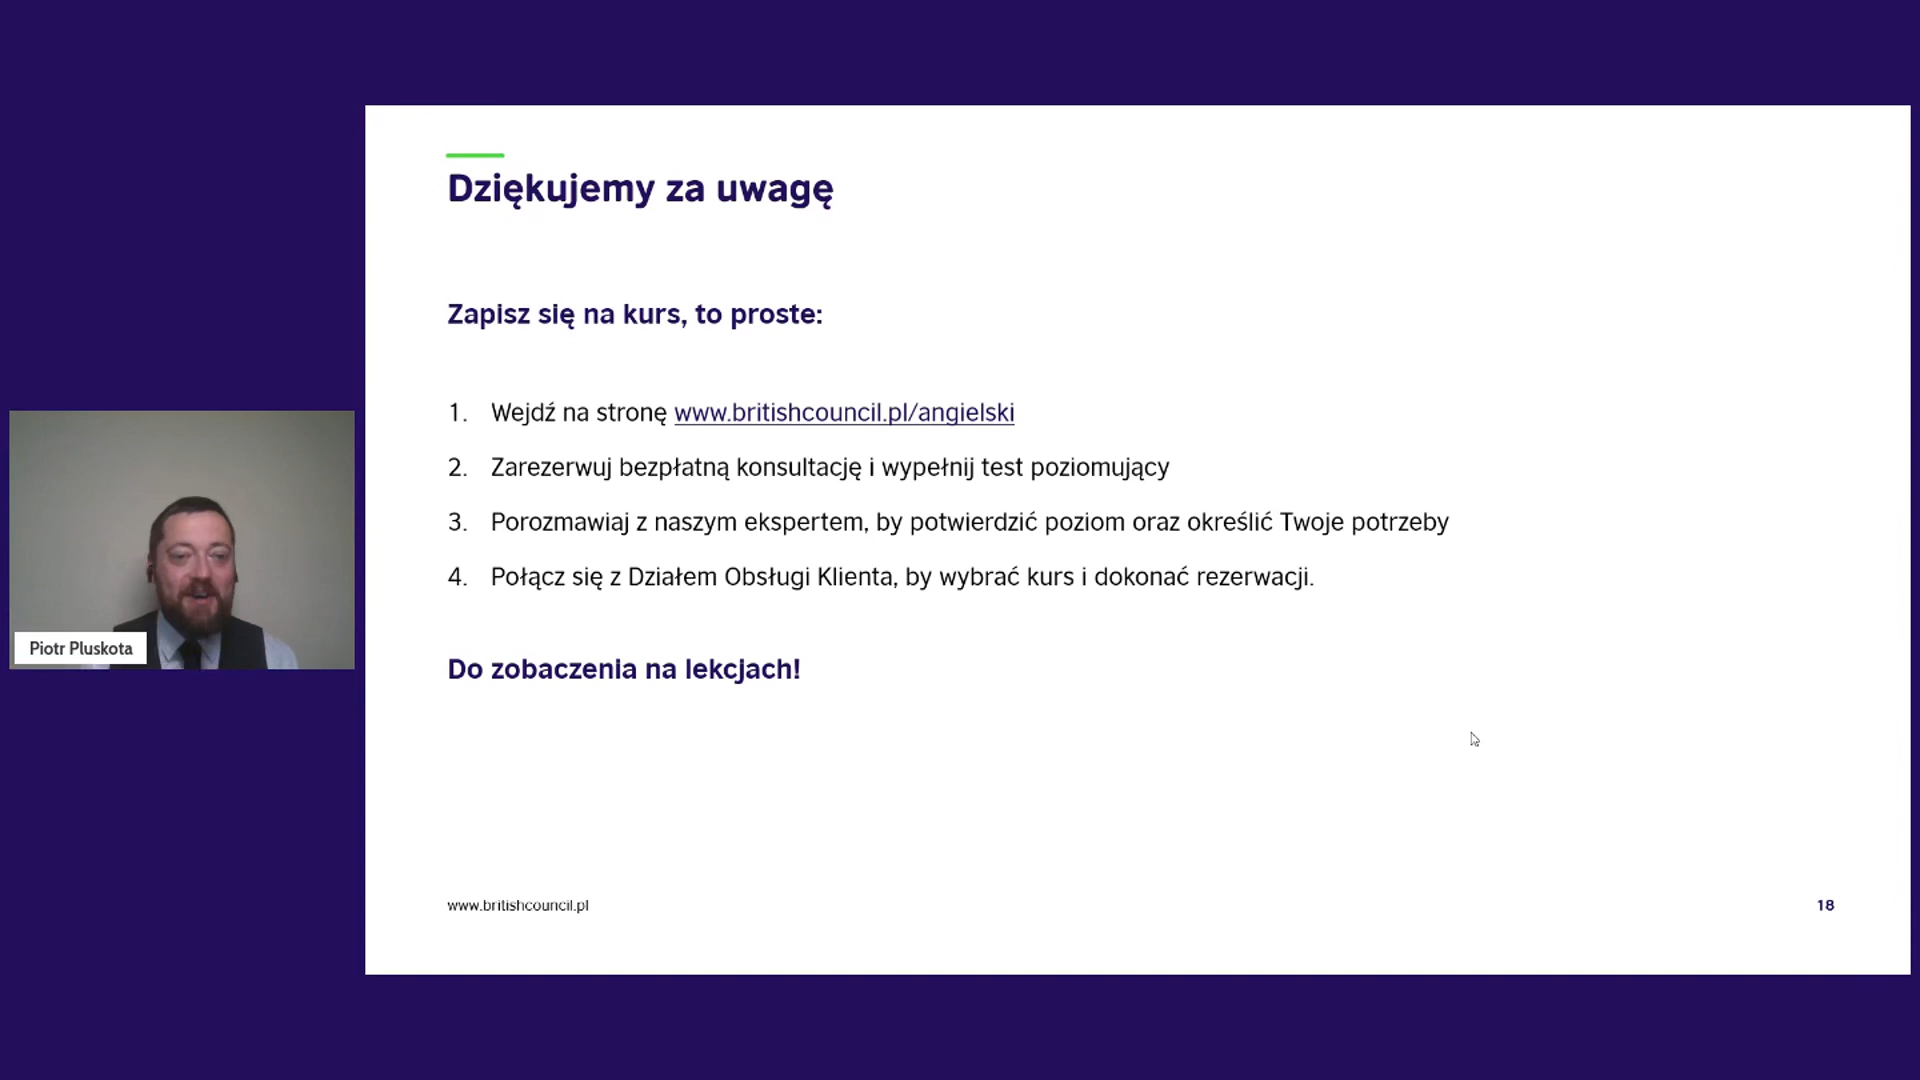 Dziękujemy za uwagę
Zapisz się na kurs, to proste:
1. Wejdź na stronę www.britishcouncil.pl/angielski
2. Zarezerwuj bezpłatną konsultację i wypełnij test poziomujący
3. Porozmawiaj z naszym ekspertem, by potwierdzić poziom oraz określić Twoje potrzeby
4. Połącz się z Działem Obsługi Klienta, by wybrać kurs i dokonać rezerwacji.
Do zobaczenia na lekcjach!
Piotr Pluskota
www.britishcouncil.pl
18